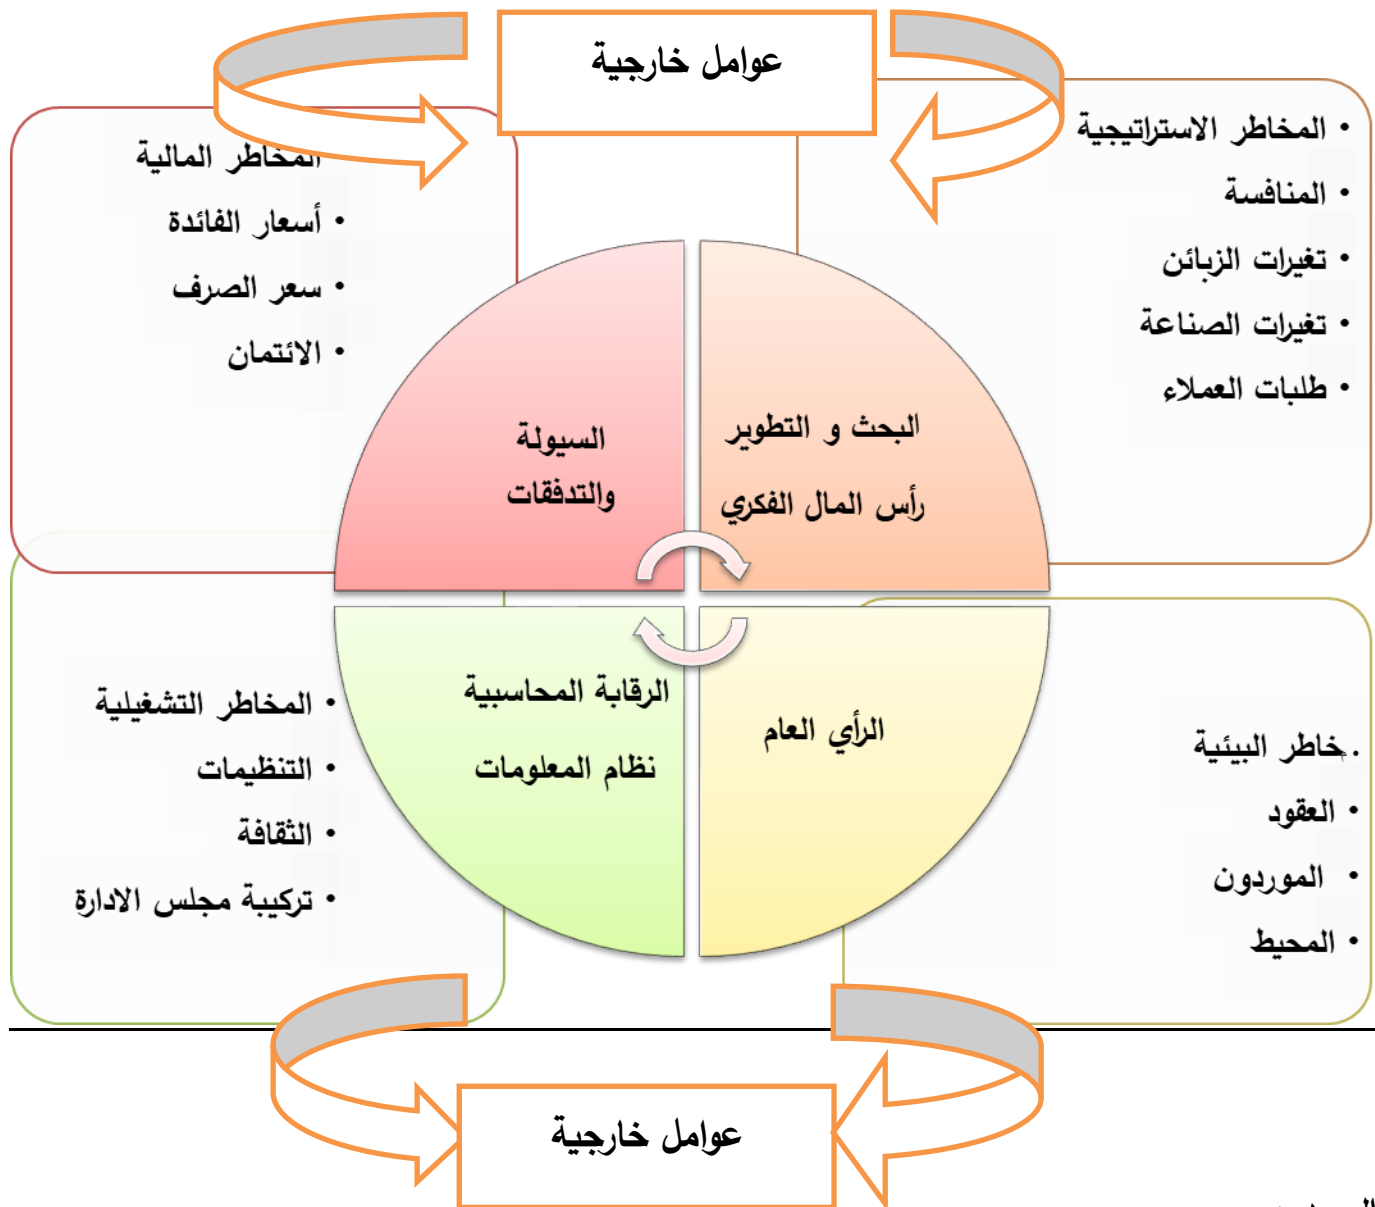 عوامل خارجية
• المخاطر الاستراتيجية
• المنافسة
• تغيرات الزبائن
• تغيرات الصناعة
• طلبات العملاء
المخاطر المالية
• أسعار الفائدة
• سعر الصرف
• الائتمان
البحث و التطوير
رأس المال الفكري
السيولة
والتدفقات
الرأي العام
الرقابة المحاسبية
نظام المعلومات
خاطر البيئية
• العقود
• الموردون
• المحيط
• المخاطر التشغيلية
• التنظيمات
• الثقافة
• تركيبة مجلس الادارة
عوامل خارجية